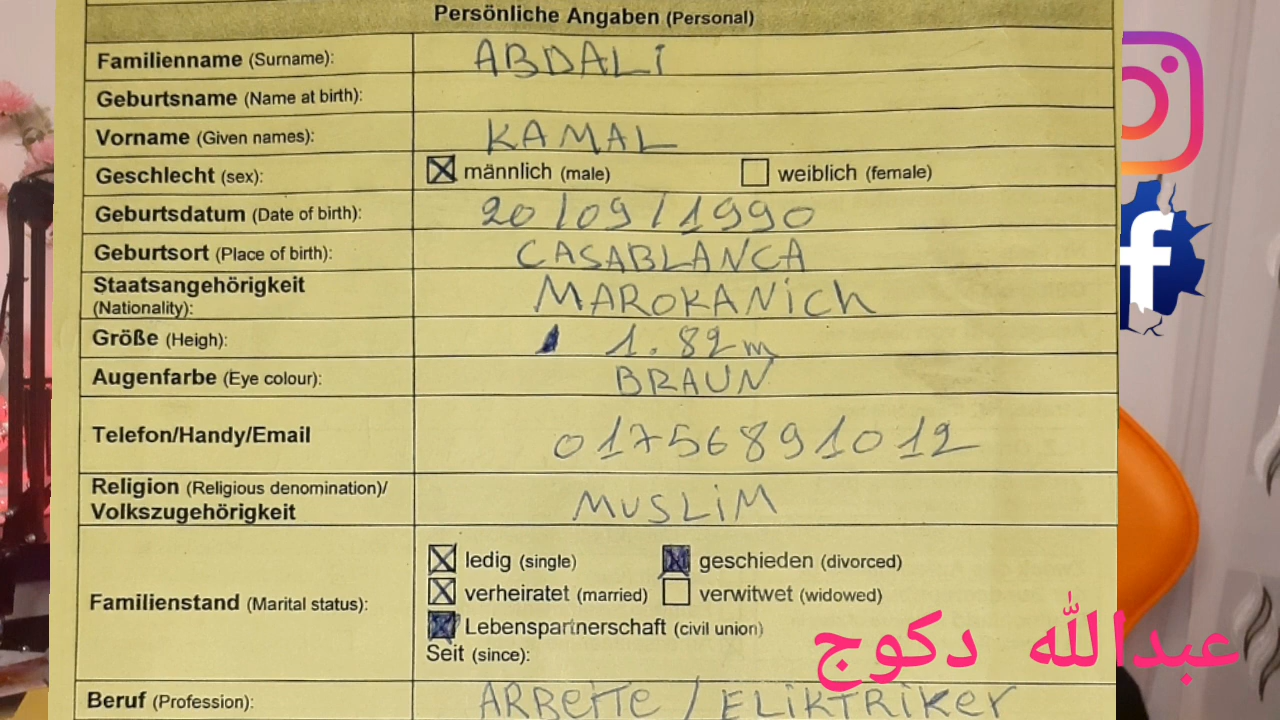 Persönliche Angaben (Personal)
Familienname (Surname): ABDALI
Geburtsname (Name at birth):
Vorname (Given names): KAMAL
Geschlecht (sex): männlich (male) weiblich (female)
Geburtsdatum (Date of birth): 20/09/1990
Geburtsort (Place of birth): CASABLANCA
Staatsangehörigkeit
(Nationality): MAROKANich
Größe (Heigh): 1.82m
Augenfarbe (Eye colour): BRAUN
Telefon/Handy/Email 01756891012
Religion (Religious denomination)/
Volkszugehörigkeit MUSLiM
Familienstand (Marital status): ledig (single) geschieden (divorced)
verheiratet (married) verwitwet (widowed)
Lebenspartnerschaft (civil union)
Seit (since):
Beruf (Profession): ARBeiTe / ELiKTRiKer
عبدالله دكوج
f